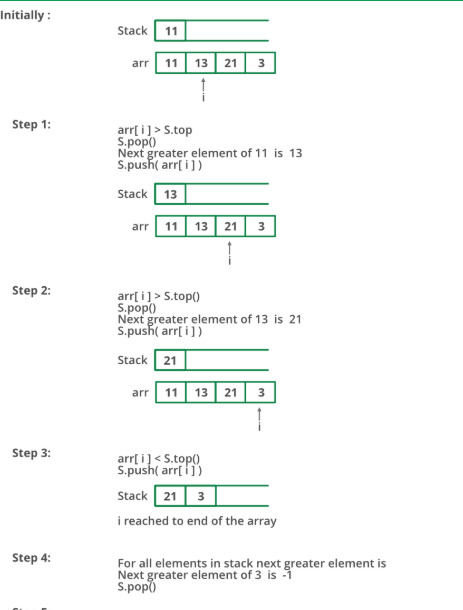 Initially :
Stack 11
arr 11 13 21 3
i
Step 1:
arr[ i ] > S.top
S.pop()
Next greater element of 11 is 13
S.push( arr[ i ] )
Stack 13
arr 11 13 21 3
i
Step 2:
arr[ i ] > S.top()
S.pop()
Next greater element of 13 is 21
S.push( arr[ i ] )
Stack 21
arr 11 13 21 3
i
Step 3:
arr[ i ] < S.top()
S.push( arr[ i ] )
Stack 21 3
i reached to end of the array
Step 4:
For all elements in stack next greater element is
Next greater element of 3 is -1
S.pop()